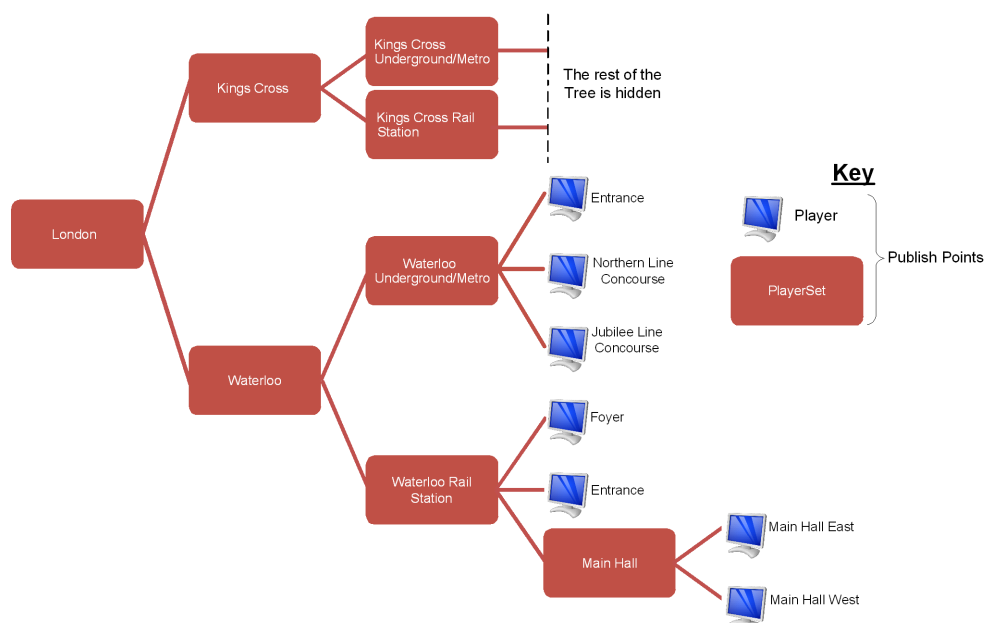 Kings Cross
Underground/Metro
Kings Cross
The rest of the
Tree is hidden
Kings Cross Rail
Station
Key
Entrance
Player
London
Waterloo
Underground/Metro
Northern Line
Concourse
Publish Points
PlayerSet
Jubilee Line
Concourse
Waterloo
Foyer
Waterloo Rail
Station
Entrance
Main Hall East
Main Hall
Main Hall West